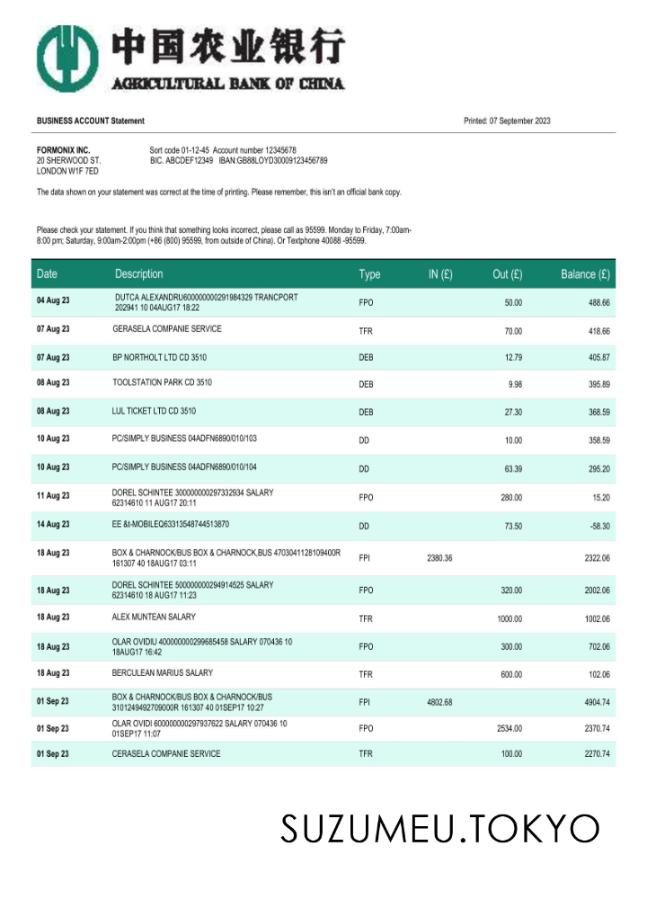 中国农业银行
AGRICULTURAL BANK OF CHINA
BUSINESS ACCOUNT Statement Printed: 07 September 2023
FORMONIX INC. Sort code 01-12-45 Account number 12345678
20 SHERWOOD ST. BIC. ABCDEF12349 IBAN:GB88LOYD30009123456789
LONDON W1F 7ED
The data shown on your statement was correct at the time of printing. Please remember, this isn't an official bank copy.
Please check your statement. If you think that something looks incorrect, please call as 95599. Monday to Friday, 7:00am-
8:00 pm; Saturday, 9:00am-2:00pm (+86 (800) 95599, from outside of China). Or Textphone 40088 -95599.
Date Description Type IN (£) Out (£) Balance (£)
04 Aug 23 DUTCA ALEXANDRU600000000291984329 TRANCPORT FPO 50.00 488.66
202941 10 04AUG17 18:22
07 Aug 23 GERASELA COMPANIE SERVICE TFR 70.00 418.66
07 Aug 23 BP NORTHOLT LTD CD 3510 DEB 12.79 405.87
08 Aug 23 TOOLSTATION PARK CD 3510 DEB 9.98 395.89
08 Aug 23 LUL TICKET LTD CD 3510 DEB 27.30 368.59
10 Aug 23 PC/SIMPLY BUSINESS 04ADFN6890/010/103 DD 10.00 358.59
10 Aug 23 PC/SIMPLY BUSINESS 04ADFN6890/010/104 DD 63.39 295.20
11 Aug 23 DOREL SCHINTEE 300000000297332934 SALARY FPO 280.00 15.20
62314610 11 AUG17 20:11
14 Aug 23 EE &I-MOBILEQ63313548744513870 DD 73.50 -58.30
18 Aug 23 BOX & CHARNOCK/BUS BOX & CHARNOCK,BUS 4703041128109400R FPI 2380.36 2322.06
161307 40 18AUG17 03:11
18 Aug 23 DOREL SCHINTEE 500000000294914525 SALARY FPO 320.00 2002.06
62314610 18 AUG17 11:23
18 Aug 23 ALEX MUNTEAN SALARY TFR 1000.00 1002.06
18 Aug 23 OLAR OVIDIU 400000000299685458 SALARY 070436 10 FPO 300.00 702.06
18AUG17 16:42
18 Aug 23 BERCULEAN MARIUS SALARY TFR 600.00 102.06
01 Sep 23 BOX & CHARNOCK/BUS BOX & CHARNOCK/BUS FPI 4802.68 4904.74
3101249492709000R 161307 40 01SEP17 10:27
01 Sep 23 OLAR OVIDI 600000000297937622 SALARY 070436 10 FPO 2534.00 2370.74
01SEP17 11:07
01 Sep 23 CERASELA COMPANIE SERVICE TFR 100.00 2270.74
SUZUMEU.TOKYO